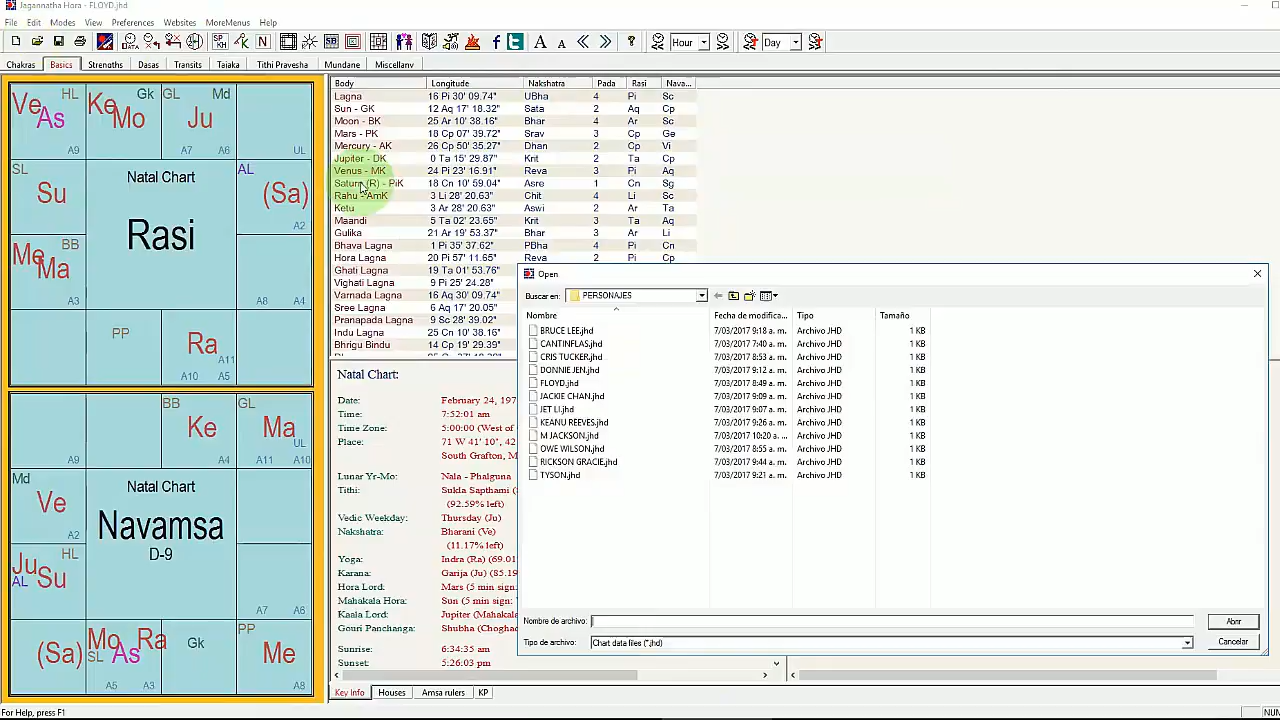 Jagannatha Hora - FLOYD.jhd
File Edit Modes View Preferences Websites MoreMenus Help
DATA SP KH N SB f A A ? Hour Day
Chakras Basics Strengths Dasas Transits Tajaka Tithi Pravesha Mundane Miscellany
Ve HL As A9 Ke Gk Mo GL Md Ju A7 A6 UL
SL Su Natal Chart AL (Sa) A2
Rasi
Me BB Ma A3 A8 A4
PP Ra A11 A10 A5
BB Ke A4 GL Ma UL A11 A10 A9
Md Ve A2 Natal Chart
Navamsa
D-9
Ju HL AL Su A7 A6
(Sa) Mo Ra SL As A5 A3 Gk PP Me A8
Body Longitude Nakshatra Pada Rasi Nava...
Lagna 16 Pi 30' 09.74" UBha 4 Pi Sc
Sun - GK 12 Aq 17' 18.32" Sata 2 Aq Cp
Moon - BK 25 Ar 10' 38.16" Bhar 4 Ar Sc
Mars - PK 18 Cp 07' 39.72" Srav 3 Cp Ge
Mercury - AK 26 Cp 50' 35.26" Dhan 2 Cp Vi
Jupiter - DK 0 Ta 15' 29.87" Krit 2 Ta Cp
Venus - MK 24 Pi 23' 16.91" Reva 3 Pi Aq
Saturn (R) - PiK 18 Cn 10' 59.04" Asre 1 Cn Sg
Rahu - AmK 3 Li 28' 20.63" Chit 4 Li Sc
Ketu 3 Ar 28' 20.63" Aswi 2 Ar Ta
Maandi 5 Ta 02' 23.65" Krit 3 Ta Aq
Gulika 21 Ar 19' 53.37" Bhar 3 Ar Li
Bhava Lagna 1 Pi 35' 37.62" PBha 4 Pi Cn
Hora Lagna 20 Pi 57' 11.65" Reva 2 Pi Cp
Ghati Lagna 19 Ta 01' 53.76"
Vighati Lagna 9 Pi 25' 24.28"
Varnada Lagna 16 Aq 30' 09.74"
Sree Lagna 6 Aq 17' 20.05"
Pranapada Lagna 9 Sc 28' 39.02"
Indu Lagna 25 Cn 10' 38.16"
Bhrigu Bindu 14 Cp 19' 29.39"
Natal Chart:
Date: February 24, 197
Time: 7:52:01 am
Time Zone: 5:00:00 (West of
Place: 71 W 41' 10", 42
South Grafton, M
Lunar Yr-Mo: Nala - Phalguna
Tithi: Sukla Sapthami (
(92.59% left)
Vedic Weekday: Thursday (Ju)
Nakshatra: Bharani (Ve)
(11.17% left)
Yoga: Indra (Ra) (69.01
Karana: Garija (Ju) (85.19
Hora Lord: Mars (5 min sign:
Mahakala Hora: Sun (5 min sign:
Kaala Lord: Jupiter (Mahakala
Gouri Panchanga: Shubha (Choghad
Sunrise: 6:34:35 am
Sunset: 5:26:03 pm
Key Info Houses Amsa rulers KP
Open
Buscar en: PERSONAJES
Nombre Fecha de modifica... Tipo Tamaño
BRUCE LEE.jhd 7/03/2017 9:18 a. m. Archivo JHD 1 KB
CANTINFLAS.jhd 7/03/2017 7:40 a. m. Archivo JHD 1 KB
CRIS TUCKER.jhd 7/03/2017 8:53 a. m. Archivo JHD 1 KB
DONNIE JEN.jhd 7/03/2017 9:12 a. m. Archivo JHD 1 KB
FLOYD.jhd 7/03/2017 8:49 a. m. Archivo JHD 1 KB
JACKIE CHAN.jhd 7/03/2017 9:09 a. m. Archivo JHD 1 KB
JET LI.jhd 7/03/2017 9:07 a. m. Archivo JHD 1 KB
KEANU REEVES.jhd 7/03/2017 9:26 a. m. Archivo JHD 1 KB
M JACKSON.jhd 7/03/2017 10:20 a. ... Archivo JHD 1 KB
OWE WILSON.jhd 7/03/2017 8:55 a. m. Archivo JHD 1 KB
RICKSON GRACIE.jhd 7/03/2017 9:44 a. m. Archivo JHD 1 KB
TYSON.jhd 7/03/2017 9:21 a. m. Archivo JHD 1 KB
Nombre de archivo: Abrir
Tipo de archivo: Chart data files (*.jhd) Cancelar
For Help, press F1 NUM